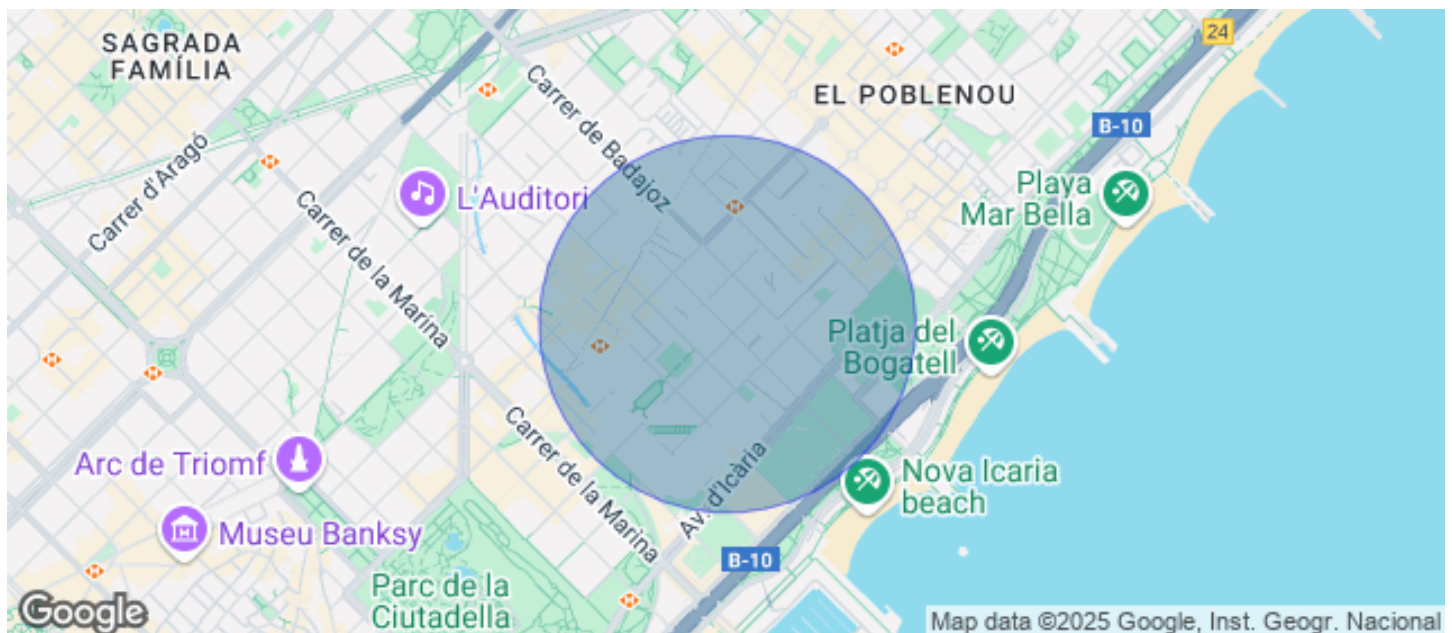 SAGRADA
FAMÍLIA
EL POBLENOU
24
B-10
Carrer de Badajoz
Carrer d'Aragó
L'Auditori
Playa
Mar Bella
Carrer de la Marina
Platja del
Bogatell
Arc de Triomf
Carrer de la Marina
Av. d'Icària
Nova Icaria
beach
Museu Banksy
B-10
Parc de la
Ciutadella
Google
Map data ©2025 Google, Inst. Geogr. Nacional